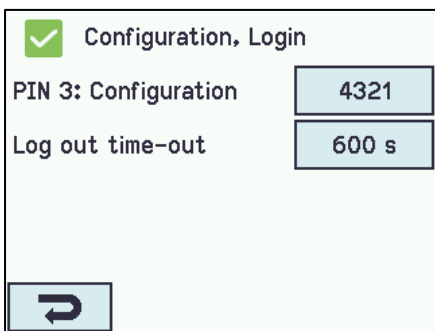 Configuration, Login
PIN 3: Configuration 4321
Log out time-out 600 s